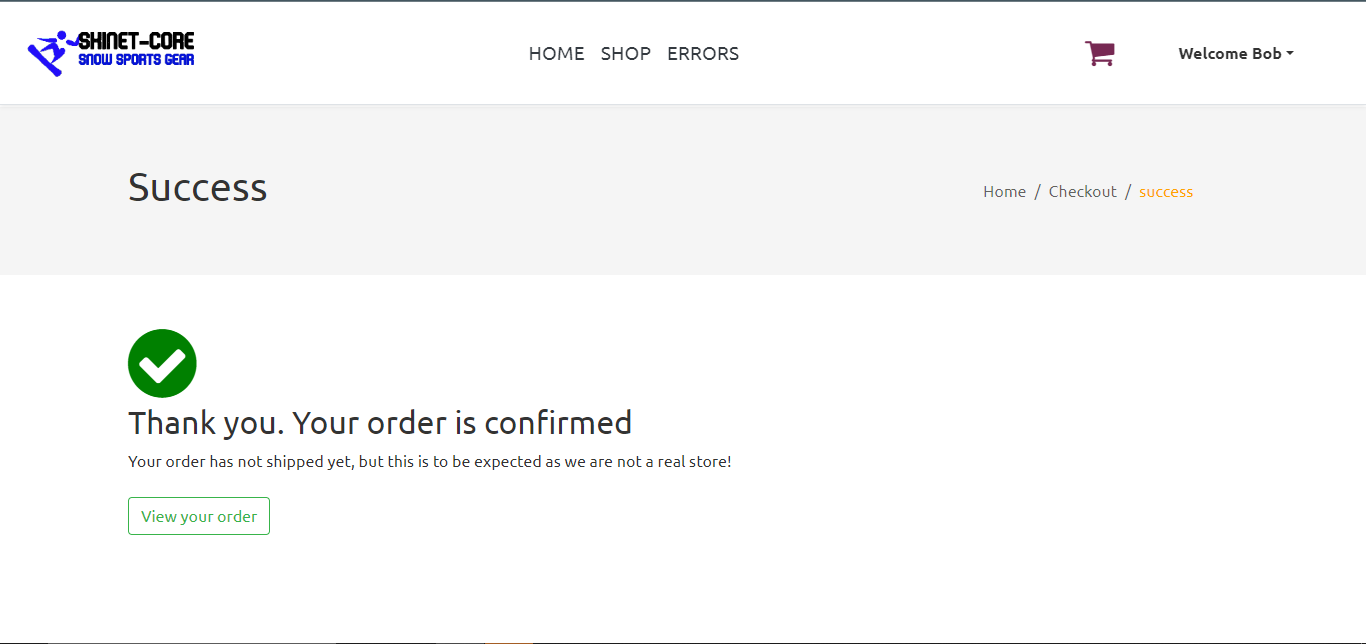 SKINET-CORE
SNOW SPORTS GEAR
HOME SHOP ERRORS
Welcome Bob
Success
Home / Checkout / success
Thank you. Your order is confirmed
Your order has not shipped yet, but this is to be expected as we are not a real store!
View your order